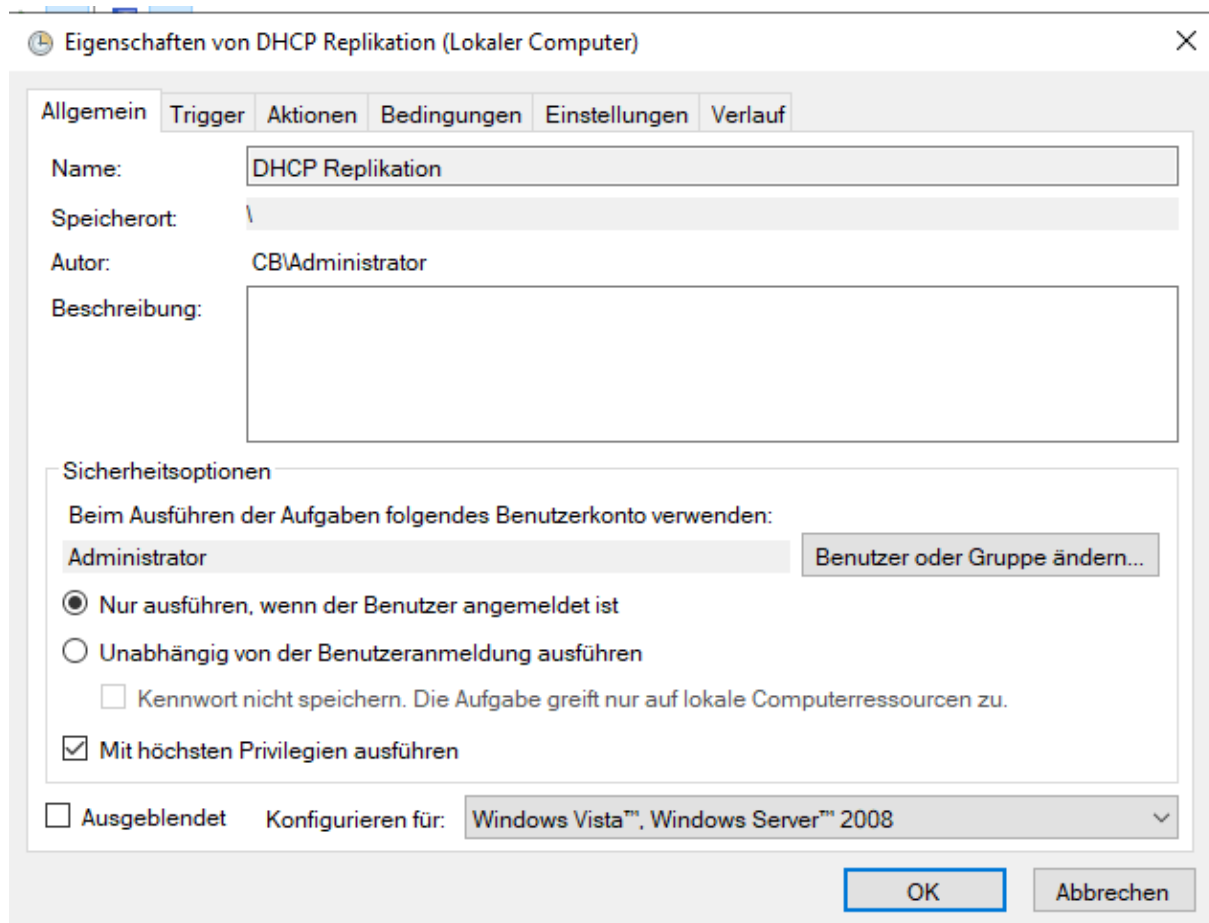 Eigenschaften von DHCP Replikation (Lokaler Computer)
Allgemein Trigger Aktionen Bedingungen Einstellungen Verlauf
Name: DHCP Replikation
Speicherort: \
Autor: CB\Administrator
Beschreibung:
Sicherheitsoptionen
Beim Ausführen der Aufgaben folgendes Benutzerkonto verwenden:
Administrator Benutzer oder Gruppe ändern...
Nur ausführen, wenn der Benutzer angemeldet ist
Unabhängig von der Benutzeranmeldung ausführen
Kennwort nicht speichern. Die Aufgabe greift nur auf lokale Computerressourcen zu.
Mit höchsten Privilegien ausführen
Ausgeblendet Konfigurieren für: Windows Vista™, Windows Server™ 2008
OK Abbrechen